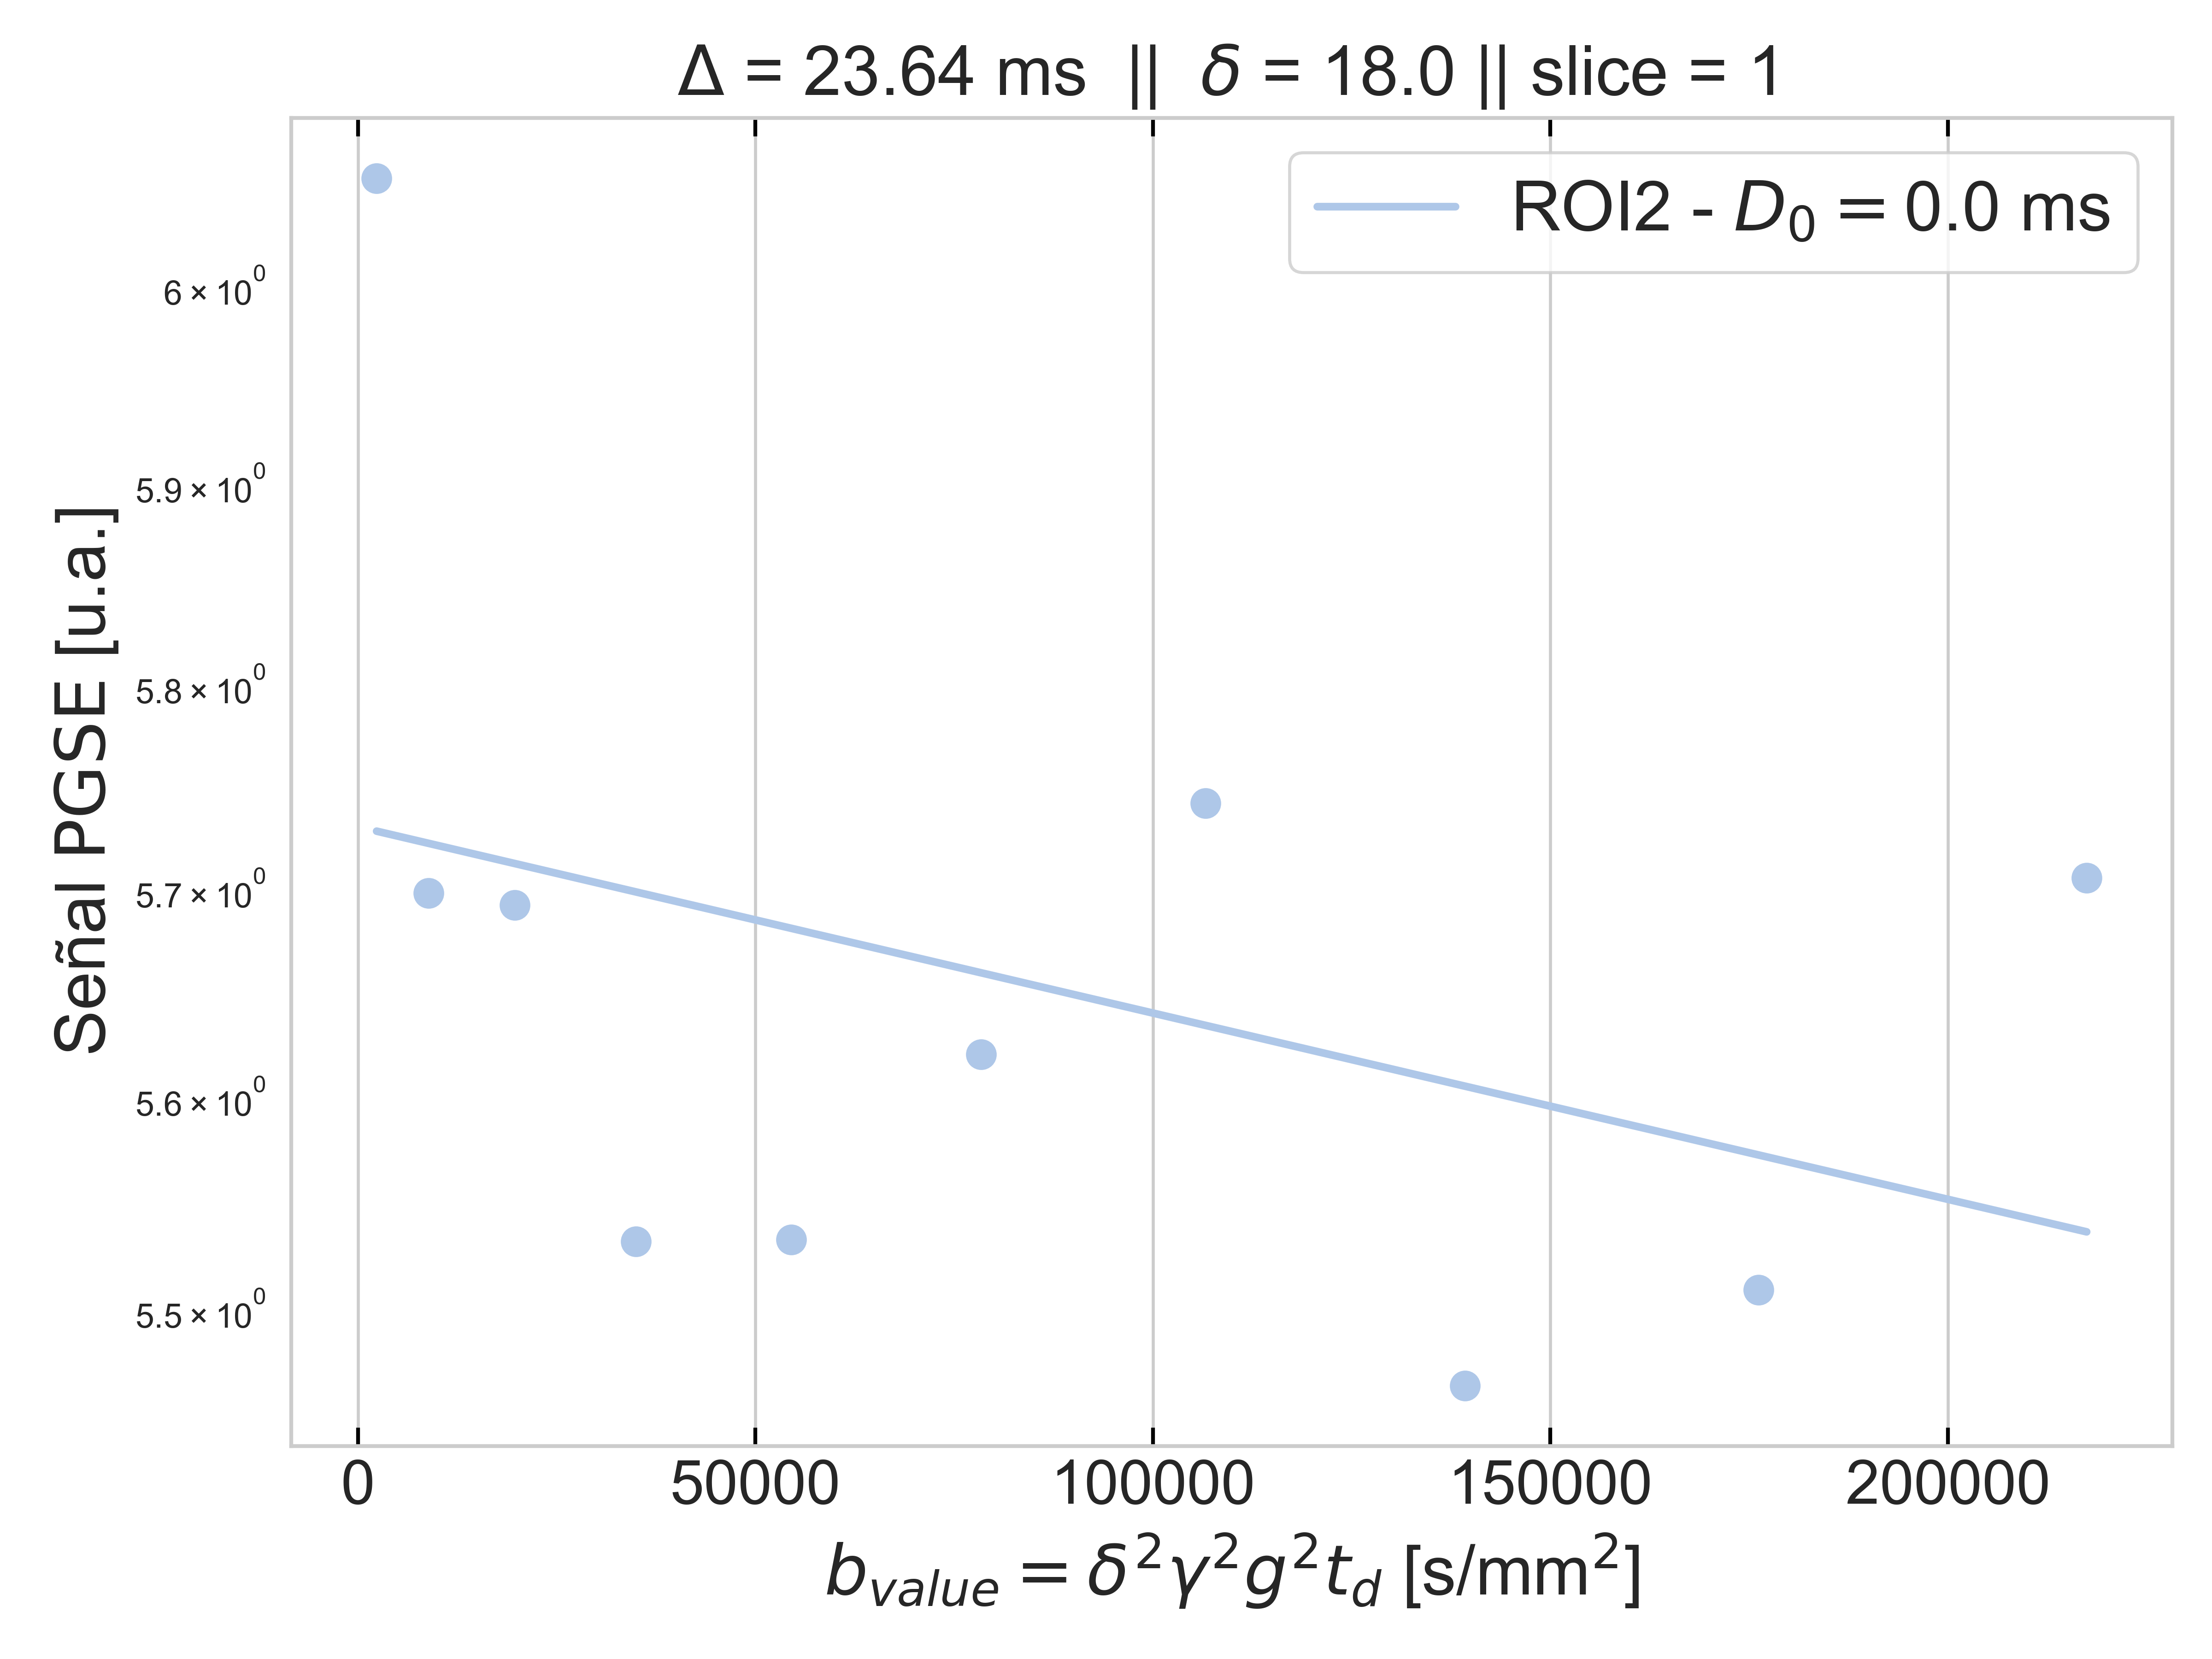 Δ = 23.64 ms || δ = 18.0 || slice = 1
ROI2 - D₀ = 0.0 ms
6 × 10⁰
5.9 × 10⁰
5.8 × 10⁰
5.7 × 10⁰
5.6 × 10⁰
5.5 × 10⁰
Señal PGSE [u.a.]
0 50000 100000 150000 200000
b_value = δ²γ²g²t_d [s/mm²]